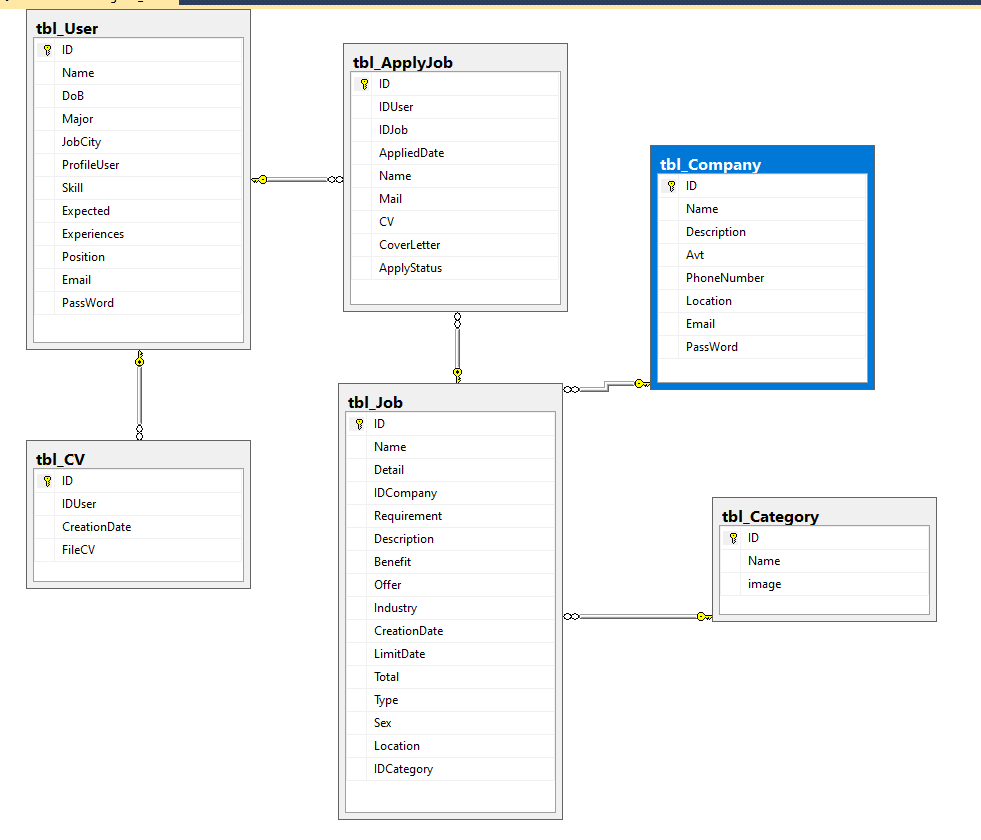 tbl_User
ID
Name
DoB
Major
JobCity
ProfileUser
Skill
Expected
Experiences
Position
Email
PassWord
tbl_ApplyJob
ID
IDUser
IDJob
AppliedDate
Name
Mail
CV
CoverLetter
ApplyStatus
tbl_Company
ID
Name
Description
Avt
PhoneNumber
Location
Email
PassWord
tbl_CV
ID
IDUser
CreationDate
FileCV
tbl_Job
ID
Name
Detail
IDCompany
Requirement
Description
Benefit
Offer
Industry
CreationDate
LimitDate
Total
Type
Sex
Location
IDCategory
tbl_Category
ID
Name
image